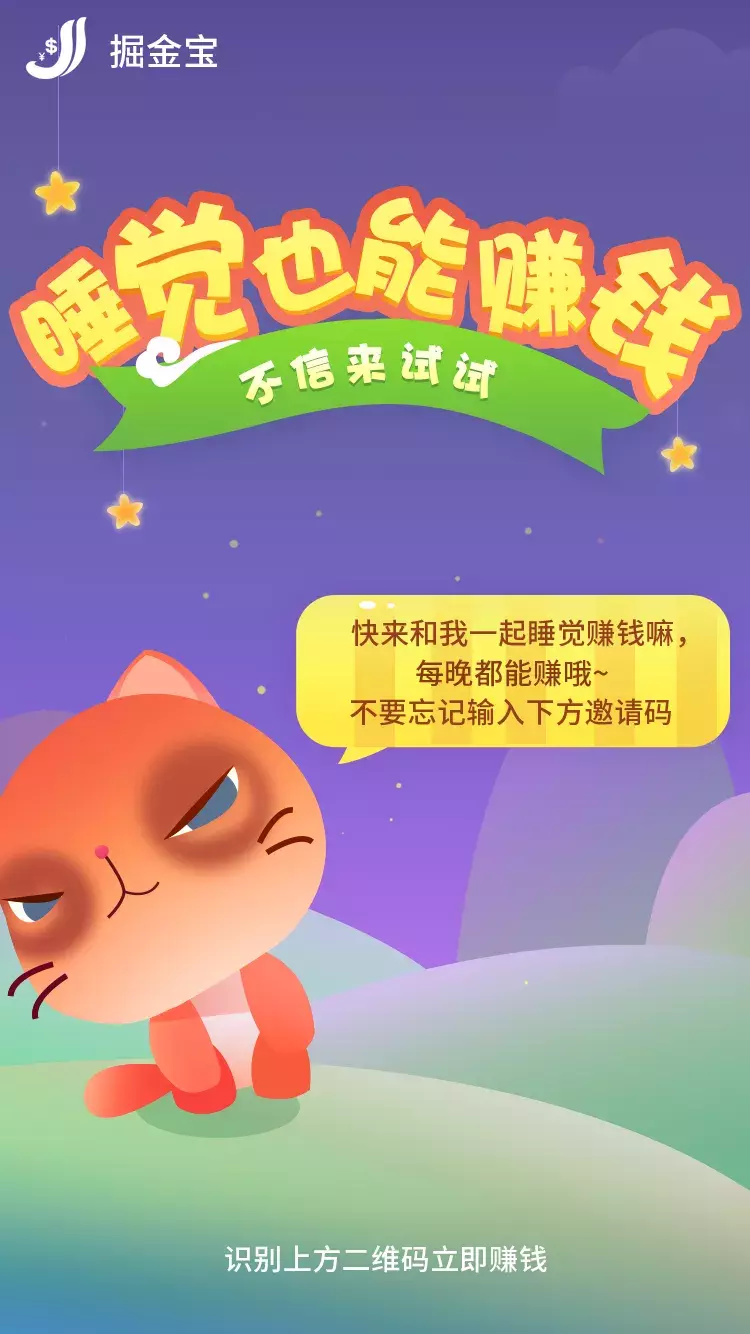 掘金宝
睡觉也能赚钱
不信来试试
快来和我一起睡觉赚钱嘛，
每晚都能赚哦~
不要忘记输入下方邀请码
识别上方二维码立即赚钱